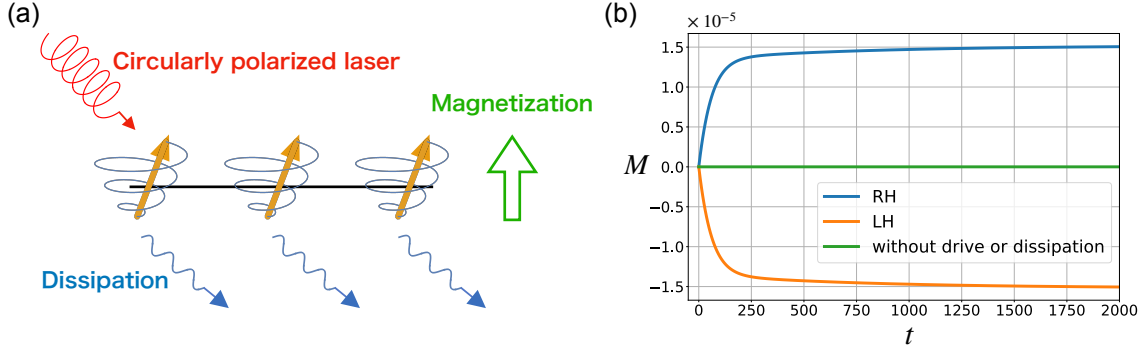 (a)
Circularly polarized laser
Magnetization
Dissipation
(b)
× 10⁻⁵
1.5
1.0
0.5
0.0
−0.5
−1.0
−1.5
M
RH
LH
without drive or dissipation
0 250 500 750 1000 1250 1500 1750 2000
t